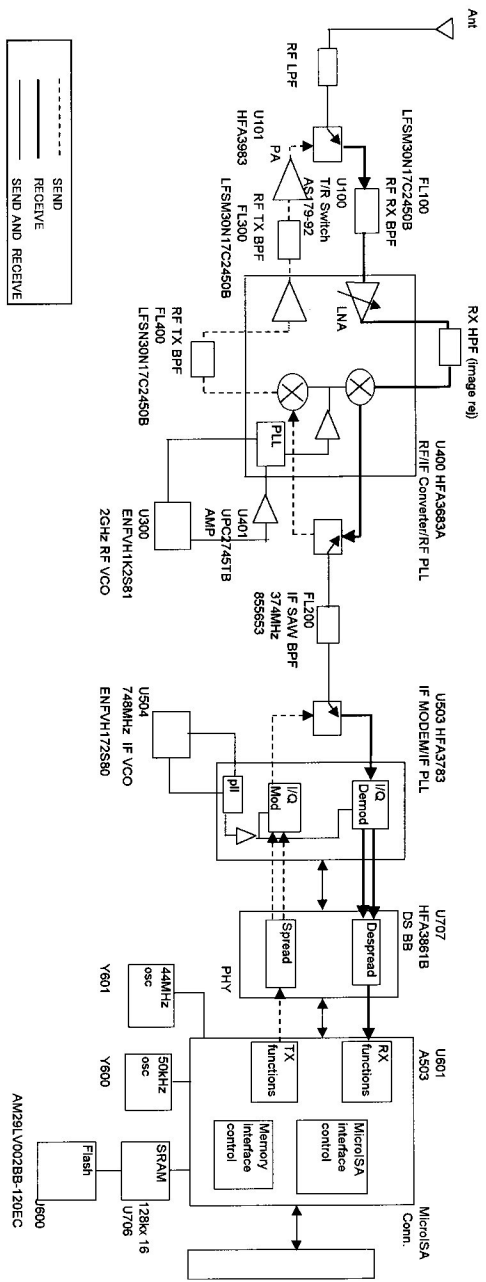 Ant
RF LPF
FL100
LFSM30N17C2450B
RF RX BPF
U100
T/R Switch
AS179-92
U101
HFA3983
PA
RF TX BPF
FL300
LFSM30N17C2450B
LNA
RX HPF (image rej)
U400 HFA3683A
RF/IF Converter/RF PLL
RF TX BPF
FL400
LFSN30N17C2450B
PLL
U401
UPC2745TB
AMP
U300
ENFVH1K2S81
2GHz RF VCO
FL200
IF SAW BPF
374MHz
855653
U503 HFA3783
IF MODEM/IF PLL
I/Q
Demod
I/Q
Mod
pll
U504
748MHz IF VCO
ENFVH172S80
U707
HFA3861B
DS BB
Despread
Spread
PHY
U601
A503
RX
functions
TX
functions
MicroISA
interface
control
Memory
interface
control
MicroISA
Conn.
44MHz
osc
Y601
50kHz
osc
Y600
SRAM
128kx 16
U706
Flash
U600
AM29LV002BB-120EC
SEND
RECEIVE
SEND AND RECEIVE